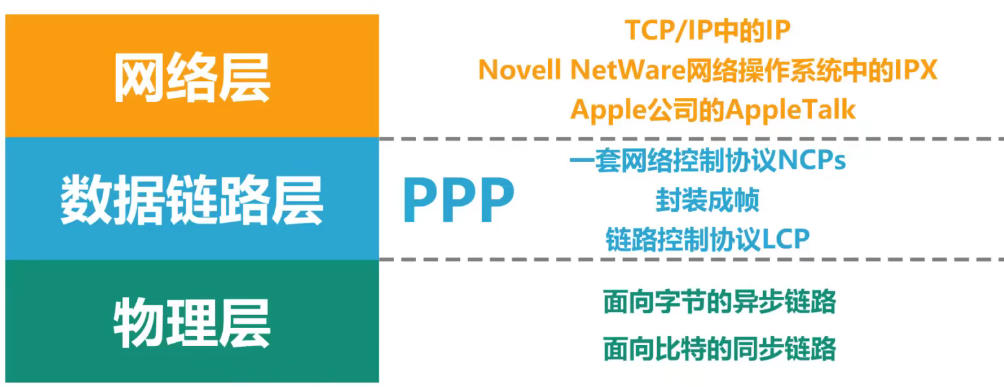 网络层
TCP/IP中的IP
Novell NetWare网络操作系统中的IPX
Apple公司的AppleTalk
数据链路层
PPP
一套网络控制协议NCPs
封装成帧
链路控制协议LCP
物理层
面向字节的异步链路
面向比特的同步链路